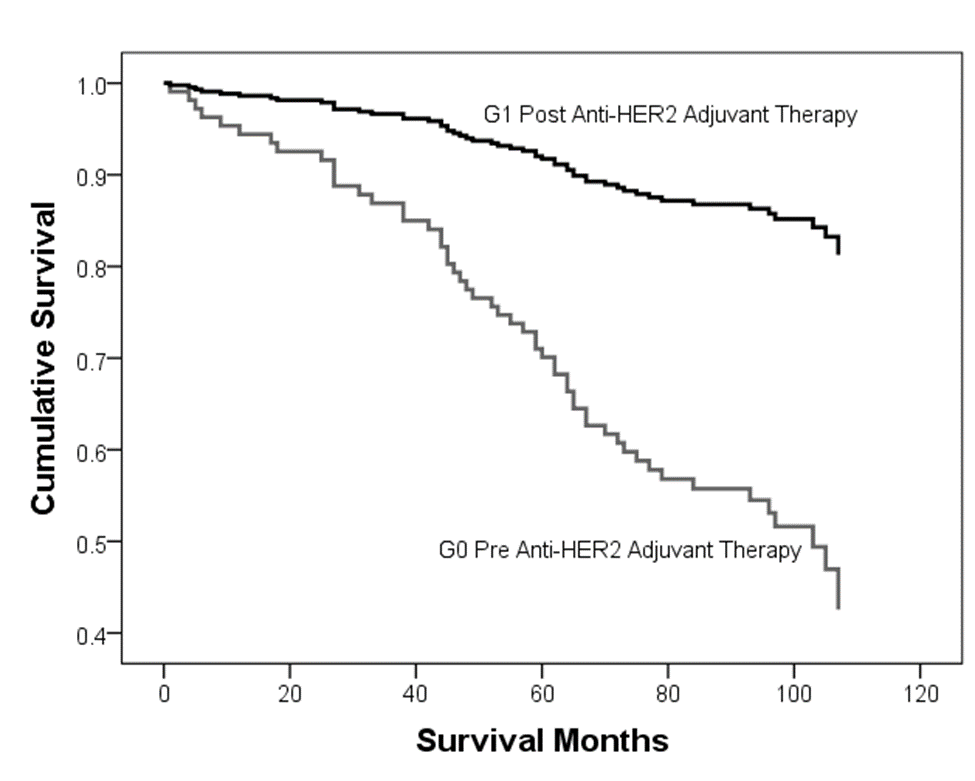 1.0
G1 Post Anti-HER2 Adjuvant Therapy
0.9
0.8
Cumulative Survival
0.7
0.6
G0 Pre Anti-HER2 Adjuvant Therapy
0.5
0.4
0 20 40 60 80 100 120
Survival Months